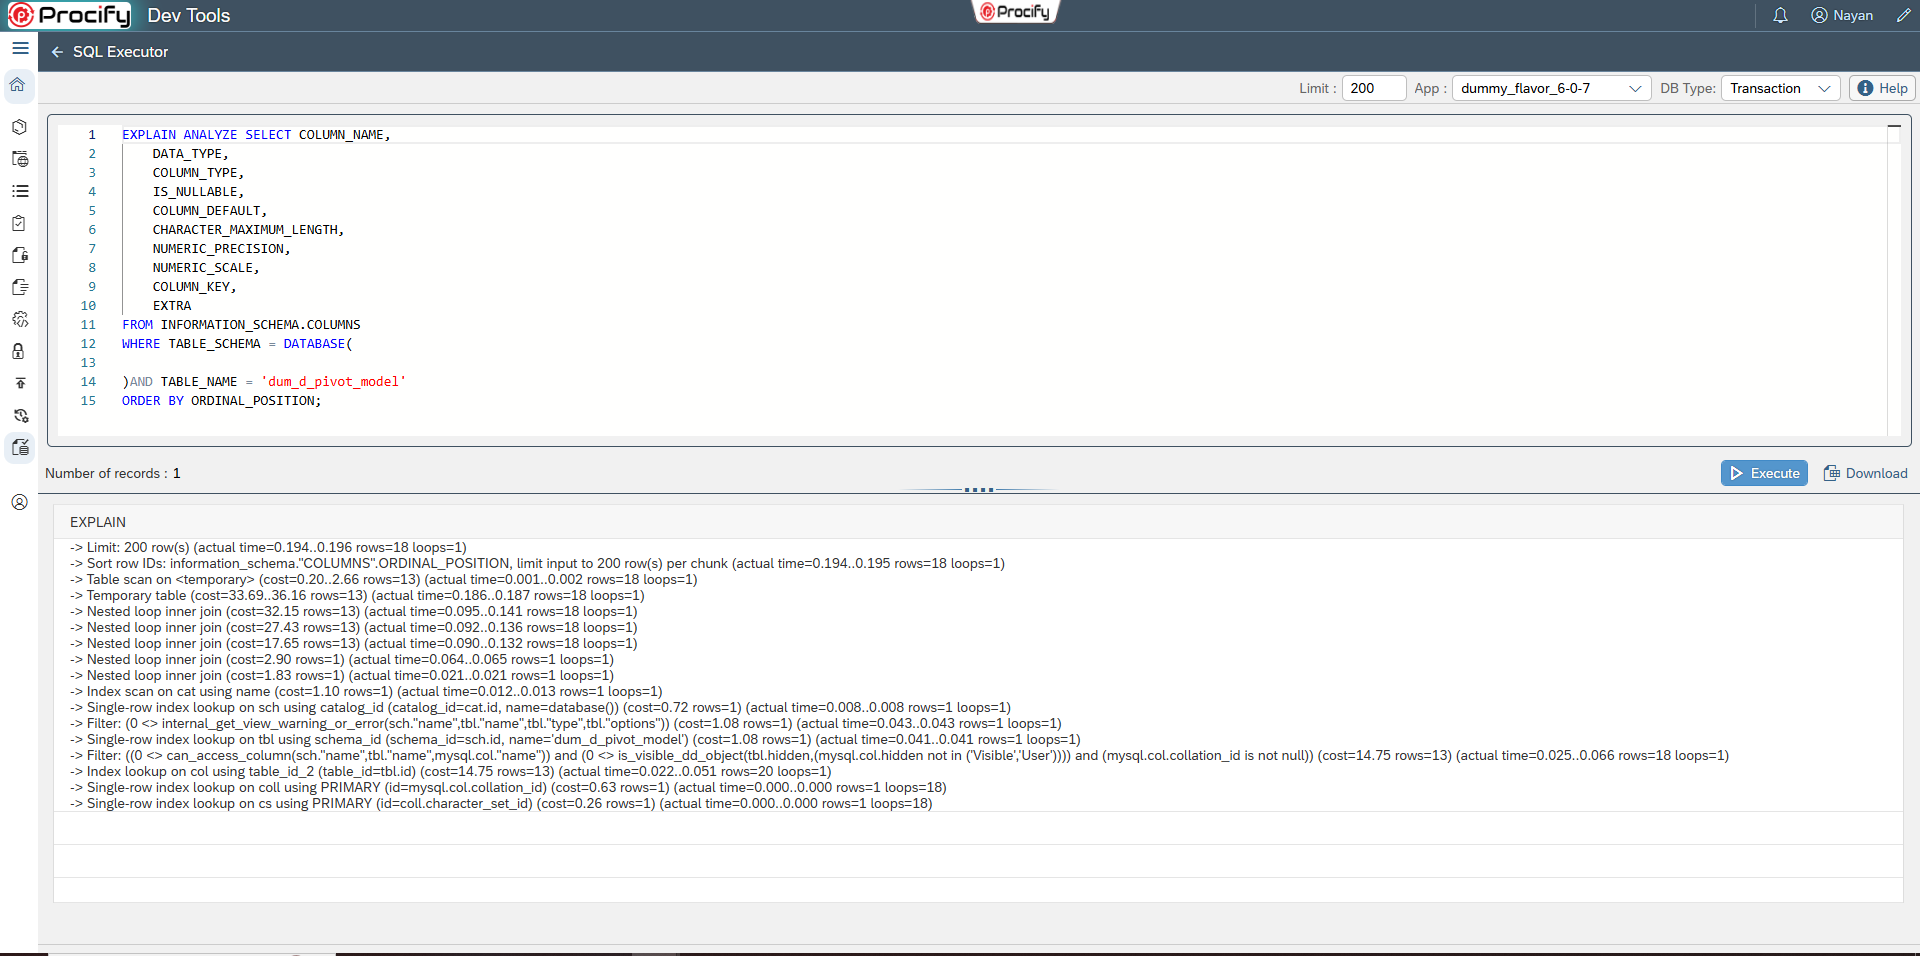 Procify Dev Tools
Procify
Nayan
SQL Executor
Limit : 200 App : dummy_flavor_6-0-7 DB Type: Transaction Help
1 EXPLAIN ANALYZE SELECT COLUMN_NAME,
2 DATA_TYPE,
3 COLUMN_TYPE,
4 IS_NULLABLE,
5 COLUMN_DEFAULT,
6 CHARACTER_MAXIMUM_LENGTH,
7 NUMERIC_PRECISION,
8 NUMERIC_SCALE,
9 COLUMN_KEY,
10 EXTRA
11 FROM INFORMATION_SCHEMA.COLUMNS
12 WHERE TABLE_SCHEMA = DATABASE(
13
14 )AND TABLE_NAME = 'dum_d_pivot_model'
15 ORDER BY ORDINAL_POSITION;
Number of records : 1
Execute Download
EXPLAIN
-> Limit: 200 row(s) (actual time=0.194..0.196 rows=18 loops=1)
-> Sort row IDs: information_schema."COLUMNS".ORDINAL_POSITION, limit input to 200 row(s) per chunk (actual time=0.194..0.195 rows=18 loops=1)
-> Table scan on <temporary> (cost=0.20..2.66 rows=13) (actual time=0.001..0.002 rows=18 loops=1)
-> Temporary table (cost=33.69..36.16 rows=13) (actual time=0.186..0.187 rows=18 loops=1)
-> Nested loop inner join (cost=32.15 rows=13) (actual time=0.095..0.141 rows=18 loops=1)
-> Nested loop inner join (cost=27.43 rows=13) (actual time=0.092..0.136 rows=18 loops=1)
-> Nested loop inner join (cost=17.65 rows=13) (actual time=0.090..0.132 rows=18 loops=1)
-> Nested loop inner join (cost=2.90 rows=1) (actual time=0.064..0.065 rows=1 loops=1)
-> Nested loop inner join (cost=1.83 rows=1) (actual time=0.021..0.021 rows=1 loops=1)
-> Index scan on cat using name (cost=1.10 rows=1) (actual time=0.012..0.013 rows=1 loops=1)
-> Single-row index lookup on sch using catalog_id (catalog_id=cat.id, name=database()) (cost=0.72 rows=1) (actual time=0.008..0.008 rows=1 loops=1)
-> Filter: (0 <> internal_get_view_warning_or_error(sch."name",tbl."name",tbl."type",tbl."options")) (cost=1.08 rows=1) (actual time=0.043..0.043 rows=1 loops=1)
-> Single-row index lookup on tbl using schema_id (schema_id=sch.id, name='dum_d_pivot_model') (cost=1.08 rows=1) (actual time=0.041..0.041 rows=1 loops=1)
-> Filter: ((0 <> can_access_column(sch."name",tbl."name",mysql.col."name")) and (0 <> is_visible_dd_object(tbl.hidden,(mysql.col.hidden not in ('Visible','User')))) and (mysql.col.collation_id is not null)) (cost=14.75 rows=13) (actual time=0.025..0.066 rows=18 loops=1)
-> Index lookup on col using table_id_2 (table_id=tbl.id) (cost=14.75 rows=13) (actual time=0.022..0.051 rows=20 loops=1)
-> Single-row index lookup on coll using PRIMARY (id=mysql.col.collation_id) (cost=0.63 rows=1) (actual time=0.000..0.000 rows=1 loops=18)
-> Single-row index lookup on cs using PRIMARY (id=coll.character_set_id) (cost=0.26 rows=1) (actual time=0.000..0.000 rows=1 loops=18)